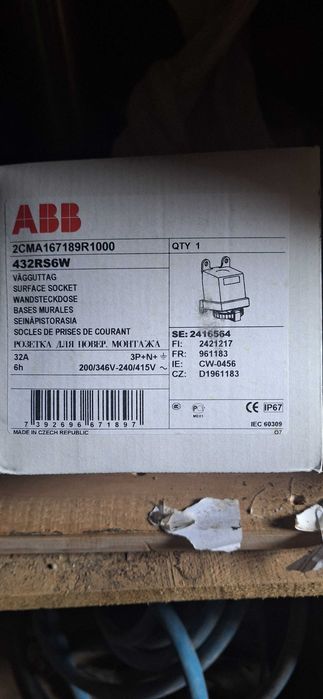 ABB
2CMA167189R1000
QTY 1
432RS6W
VÄGGUTTAG
SURFACE SOCKET
WANDSTECKDOSE
BASES MURALES
SEINÄPISTORASIA
SOCLES DE PRISES DE COURANT
РОЗЕТКА ДЛЯ ПОВЕР. МОНТАЖА
SE: 2416564
FI: 2421217
FR: 961183
IE: CW-0456
CZ: D1961183
32A 3P+N+
6h 200/346V-240/415V ~
7 392696 671897
MADE IN CZECH REPUBLIC
ME01
CE IP67
IEC 60309
07